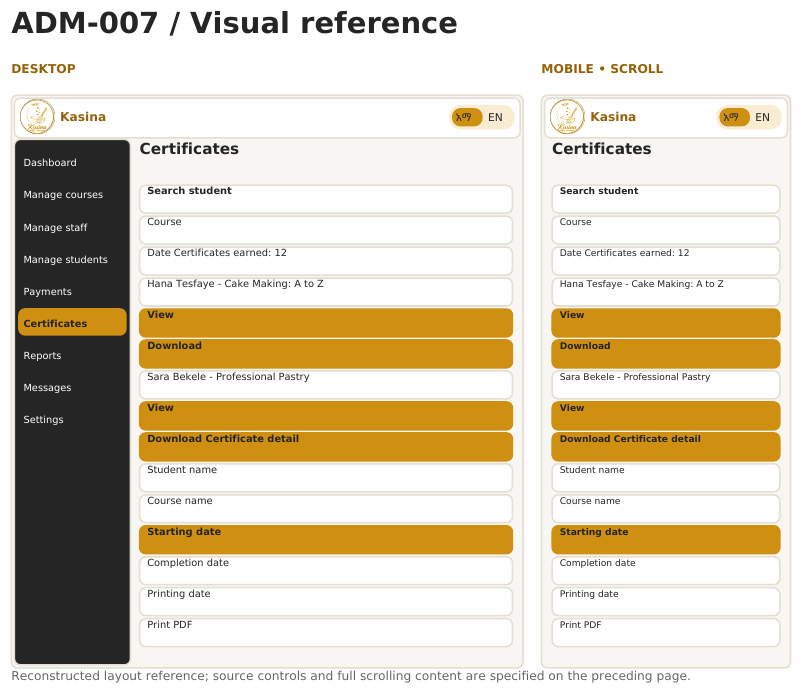 ADM-007 / Visual reference
DESKTOP
Kasina
Kasina
አማ EN
Dashboard
Manage courses
Manage staff
Manage students
Payments
Certificates
Reports
Messages
Settings
Certificates
Search student
Course
Date Certificates earned: 12
Hana Tesfaye - Cake Making: A to Z
View
Download
Sara Bekele - Professional Pastry
View
Download Certificate detail
Student name
Course name
Starting date
Completion date
Printing date
Print PDF
MOBILE • SCROLL
Kasina
Kasina
አማ EN
Certificates
Search student
Course
Date Certificates earned: 12
Hana Tesfaye - Cake Making: A to Z
View
Download
Sara Bekele - Professional Pastry
View
Download Certificate detail
Student name
Course name
Starting date
Completion date
Printing date
Print PDF
Reconstructed layout reference; source controls and full scrolling content are specified on the preceding page.